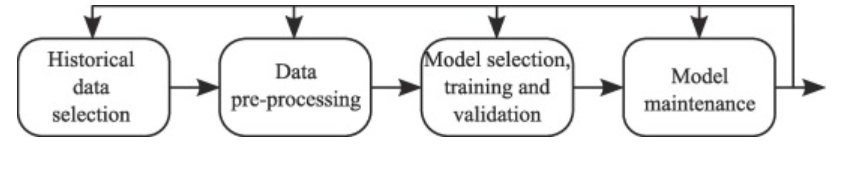 Historical
data
selection
Data
pre-processing
Model selection,
training and
validation
Model
maintenance